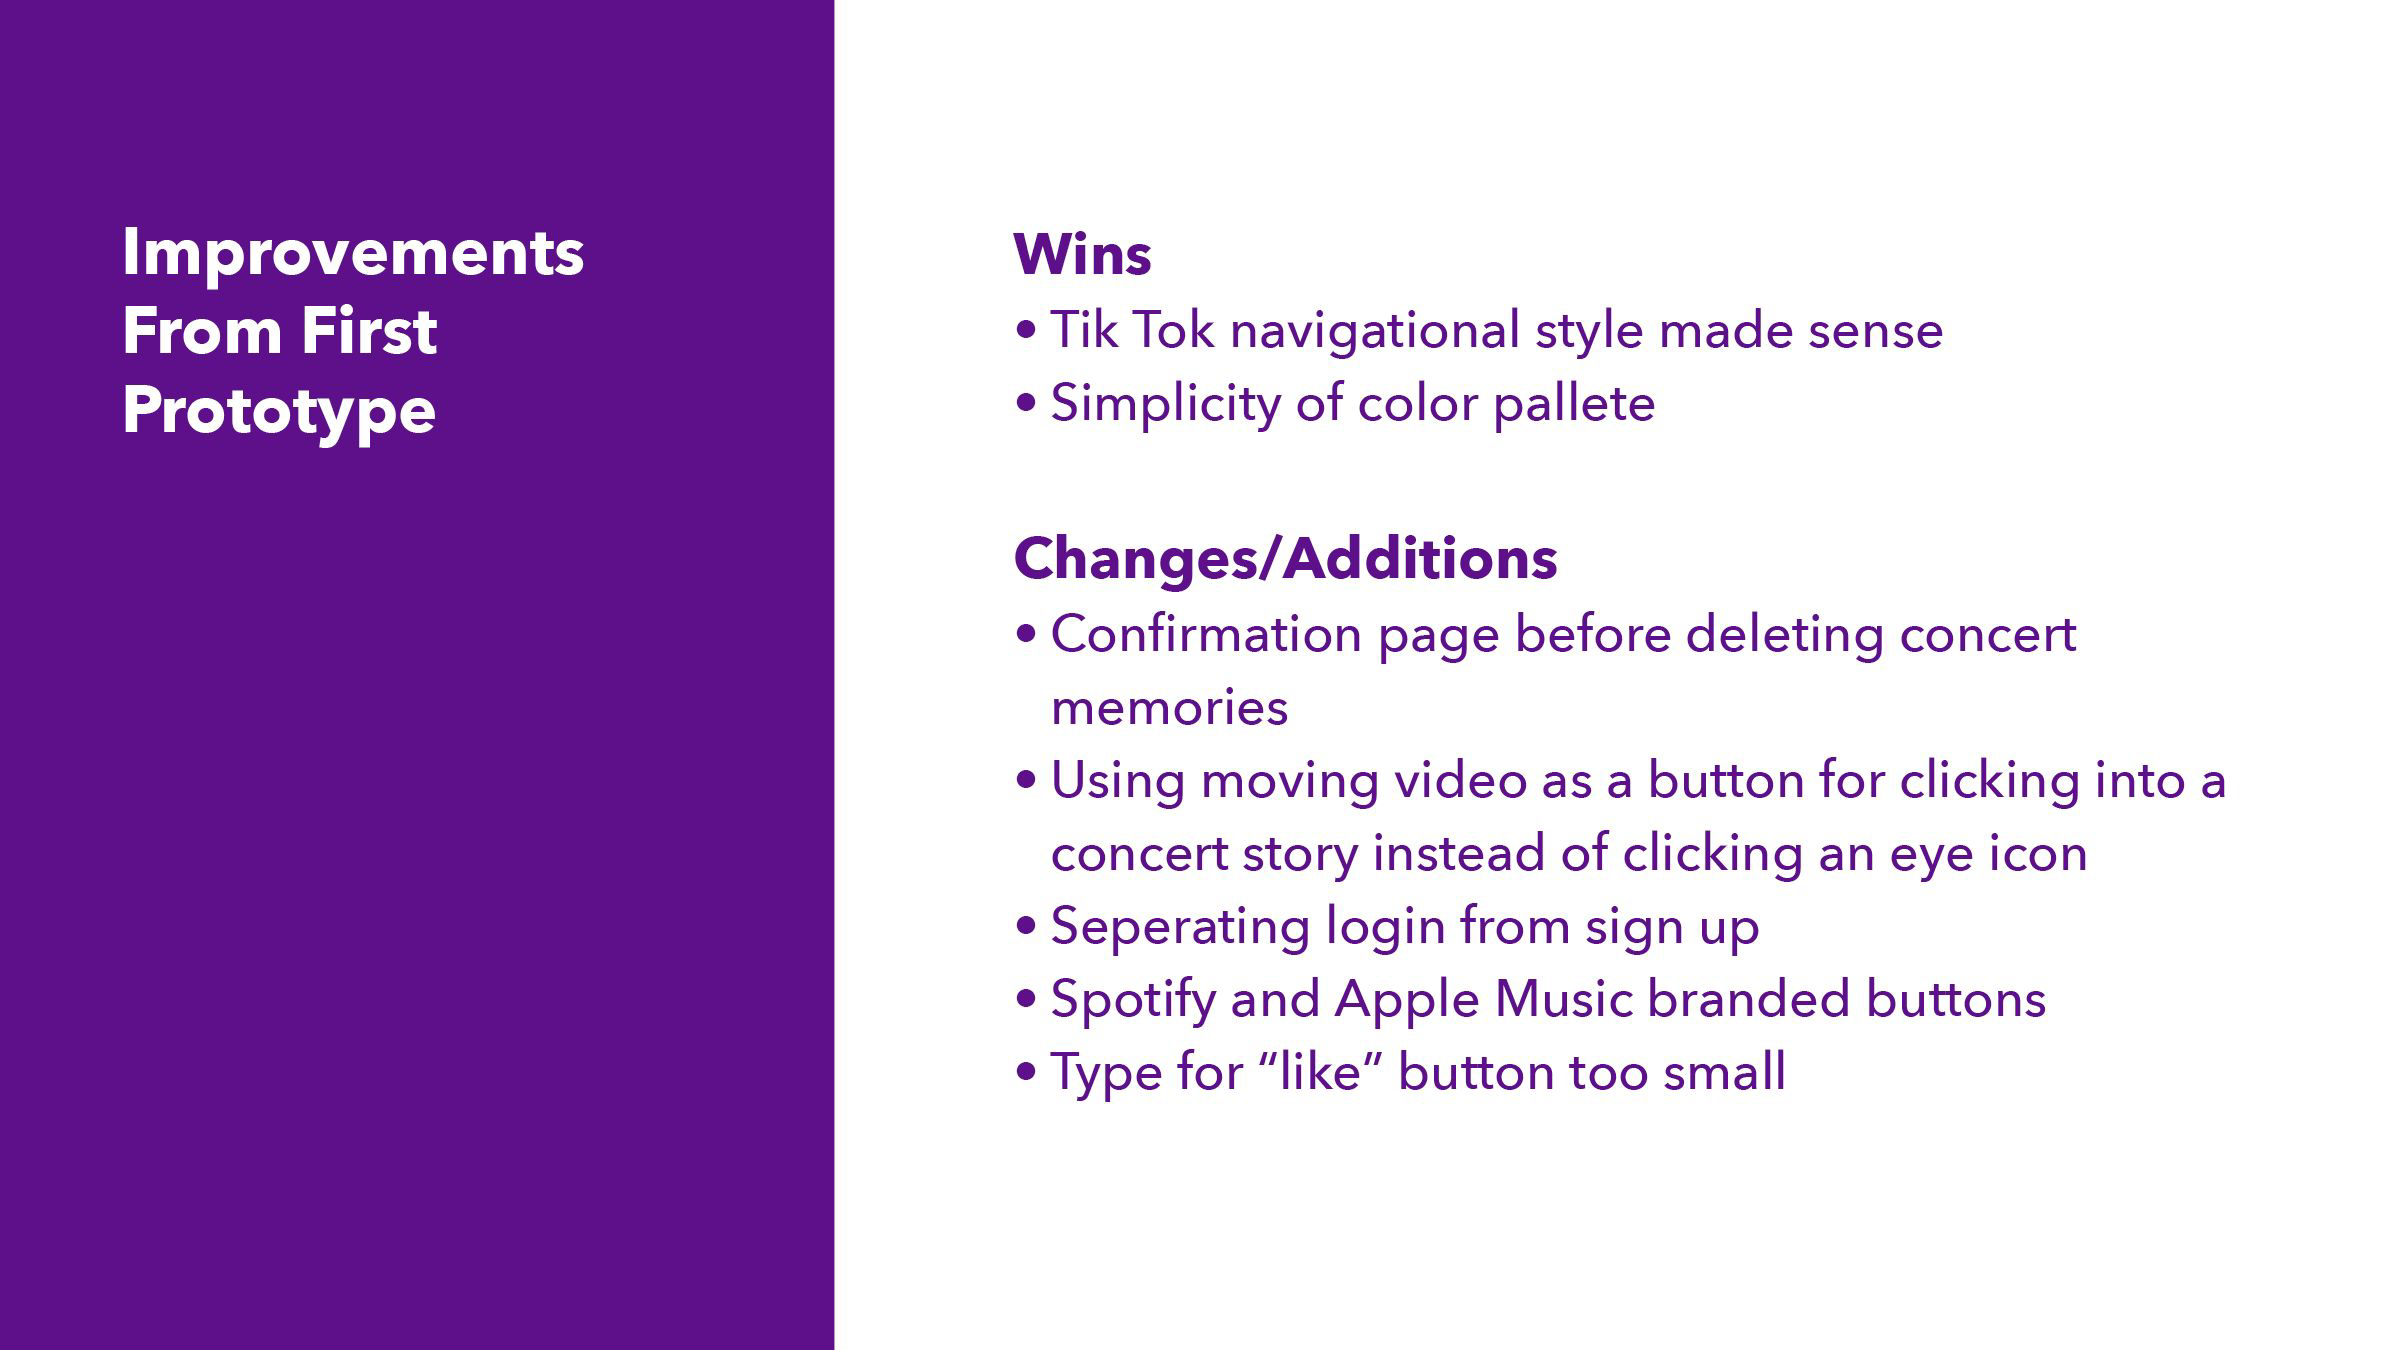 Improvements
From First
Prototype
Wins
• Tik Tok navigational style made sense
• Simplicity of color pallete
Changes/Additions
• Confirmation page before deleting concert
memories
• Using moving video as a button for clicking into a
concert story instead of clicking an eye icon
• Seperating login from sign up
• Spotify and Apple Music branded buttons
• Type for “like” button too small